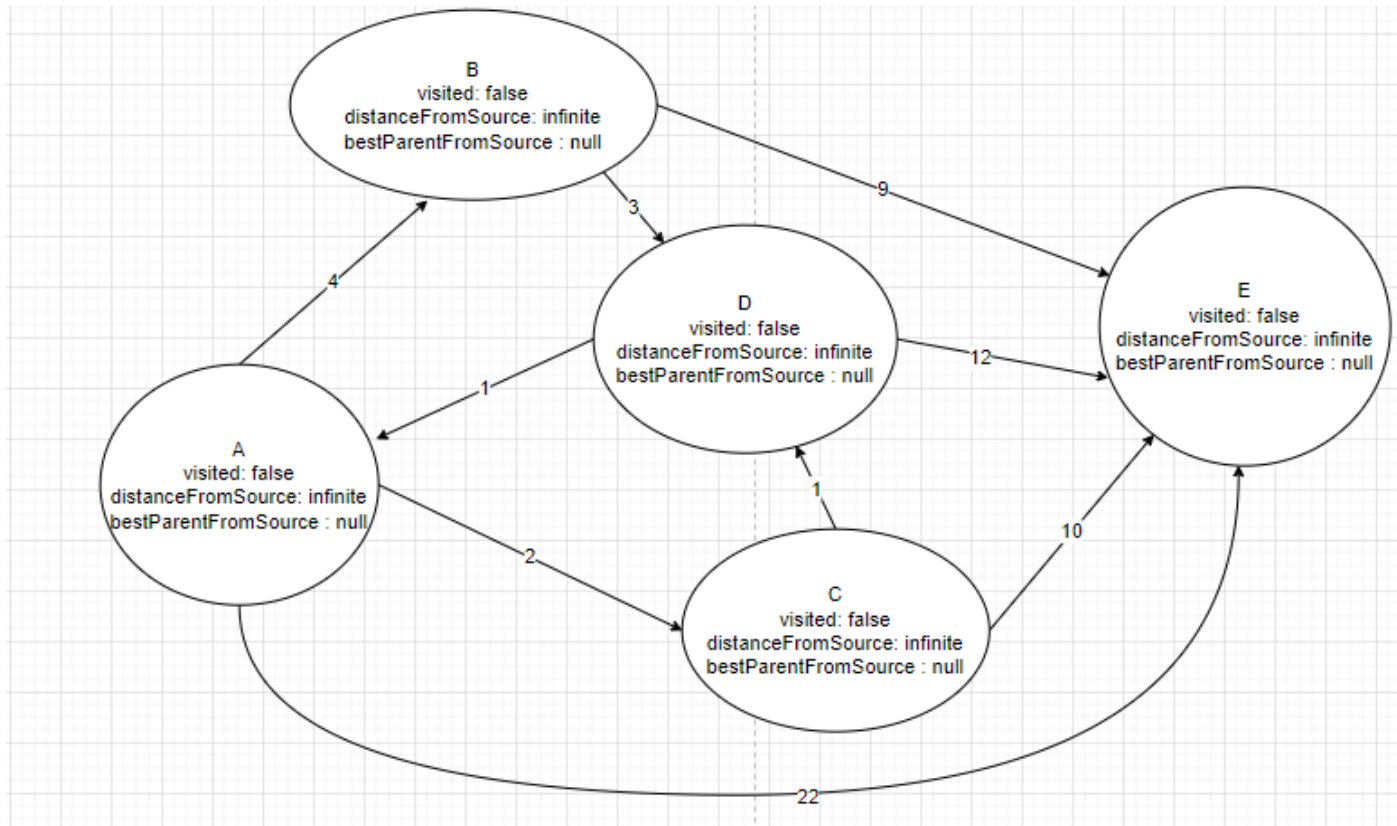 B
visited: false
distanceFromSource: infinite
bestParentFromSource : null
9
3
4
D
visited: false
distanceFromSource: infinite
bestParentFromSource : null
E
visited: false
distanceFromSource: infinite
bestParentFromSource : null
12
1
A
visited: false
distanceFromSource: infinite
bestParentFromSource : null
1
10
2
C
visited: false
distanceFromSource: infinite
bestParentFromSource : null
22